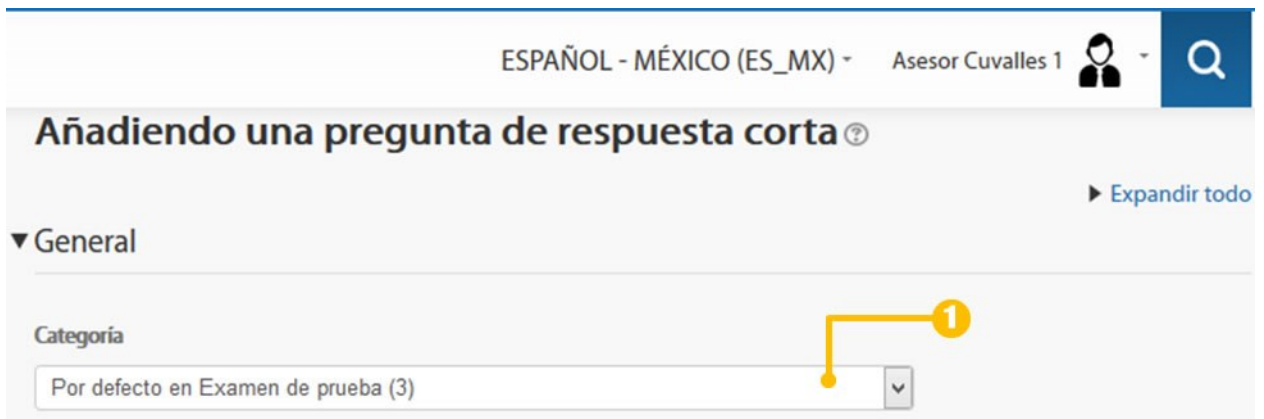 ESPAÑOL - MÉXICO (ES_MX) Asesor Cuvalles 1
Añadiendo una pregunta de respuesta corta ?
Expandir todo
General
1
Categoría
Por defecto en Examen de prueba (3)